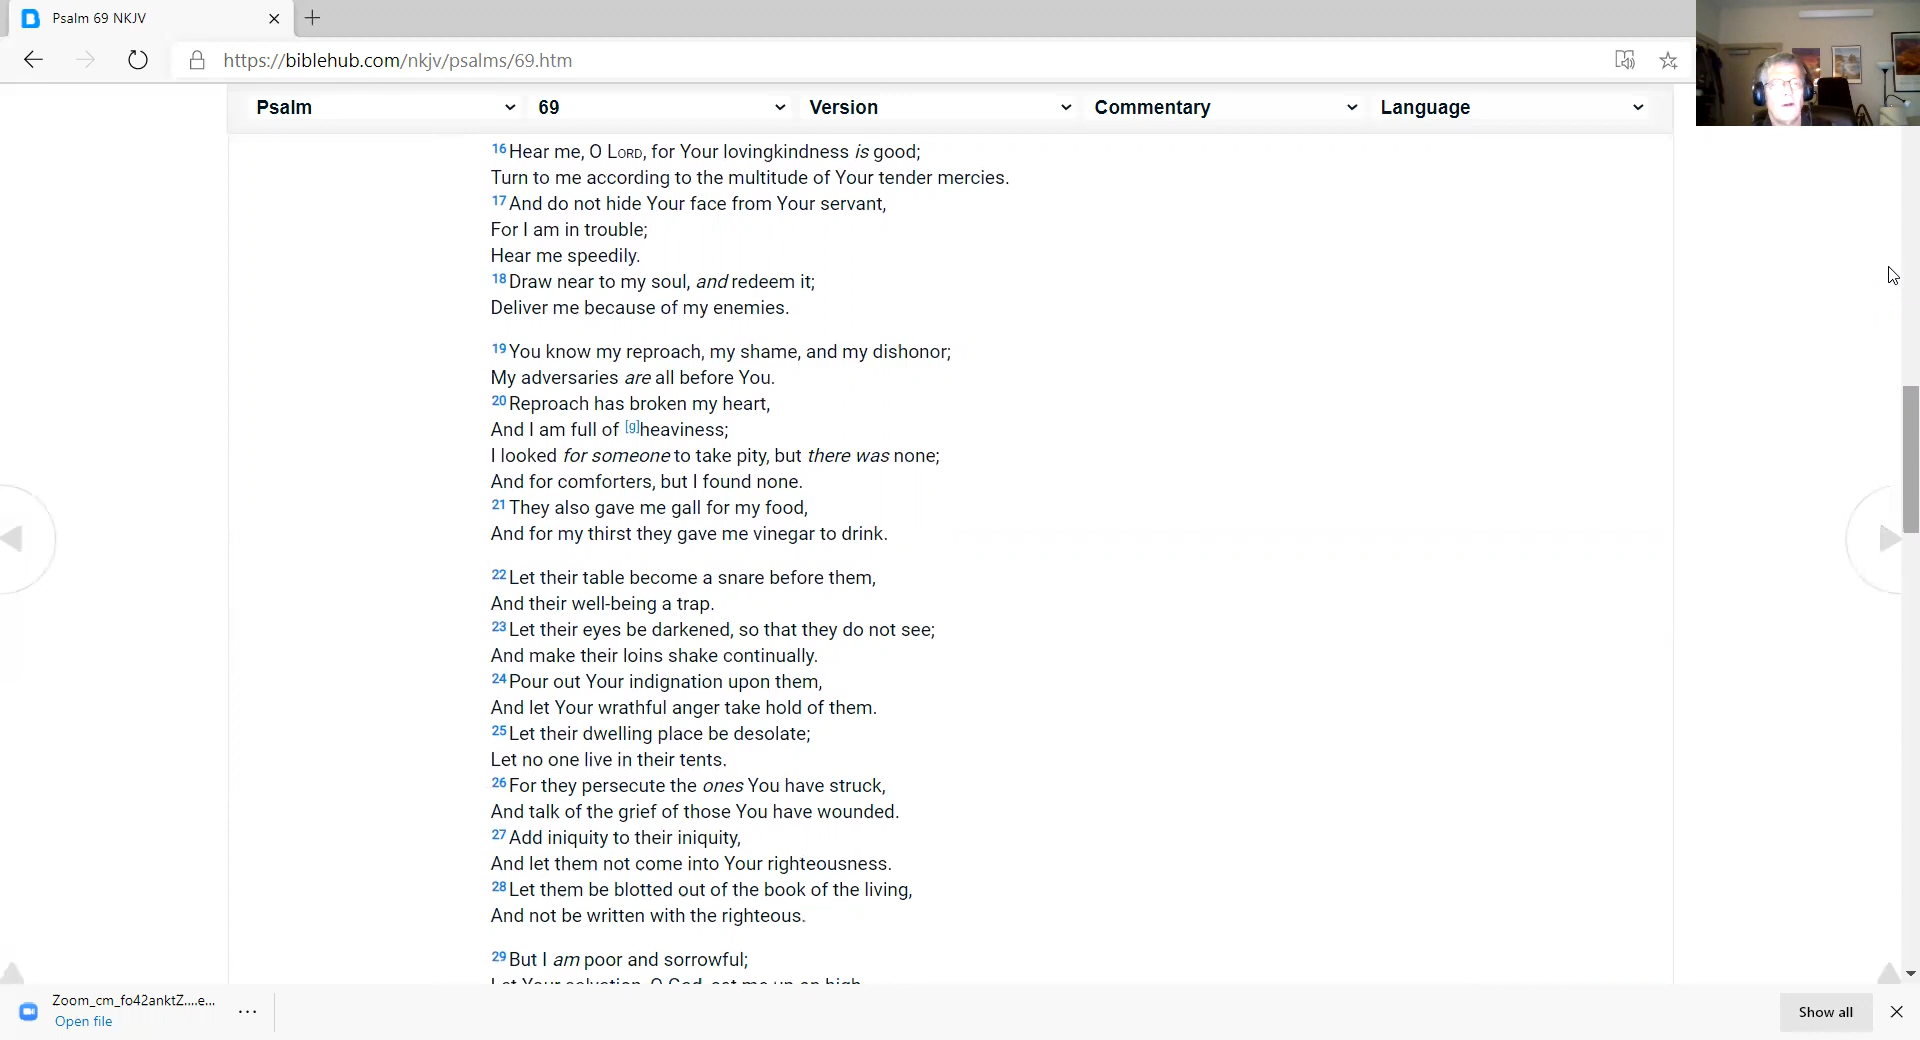 Psalm 69 NKJV
https://biblehub.com/nkjv/psalms/69.htm
Psalm 69 Version Commentary Language
16 Hear me, O LORD, for Your lovingkindness is good;
Turn to me according to the multitude of Your tender mercies.
17 And do not hide Your face from Your servant,
For I am in trouble;
Hear me speedily.
18 Draw near to my soul, and redeem it;
Deliver me because of my enemies.
19 You know my reproach, my shame, and my dishonor;
My adversaries are all before You.
20 Reproach has broken my heart,
And I am full of [g]heaviness;
I looked for someone to take pity, but there was none;
And for comforters, but I found none.
21 They also gave me gall for my food,
And for my thirst they gave me vinegar to drink.
22 Let their table become a snare before them,
And their well-being a trap.
23 Let their eyes be darkened, so that they do not see;
And make their loins shake continually.
24 Pour out Your indignation upon them,
And let Your wrathful anger take hold of them.
25 Let their dwelling place be desolate;
Let no one live in their tents.
26 For they persecute the ones You have struck,
And talk of the grief of those You have wounded.
27 Add iniquity to their iniquity,
And let them not come into Your righteousness.
28 Let them be blotted out of the book of the living,
And not be written with the righteous.
29 But I am poor and sorrowful;
Let Your salvation, O God, set me up on high.
Zoom_cm_fo42anktZ....e...
Open file
Show all